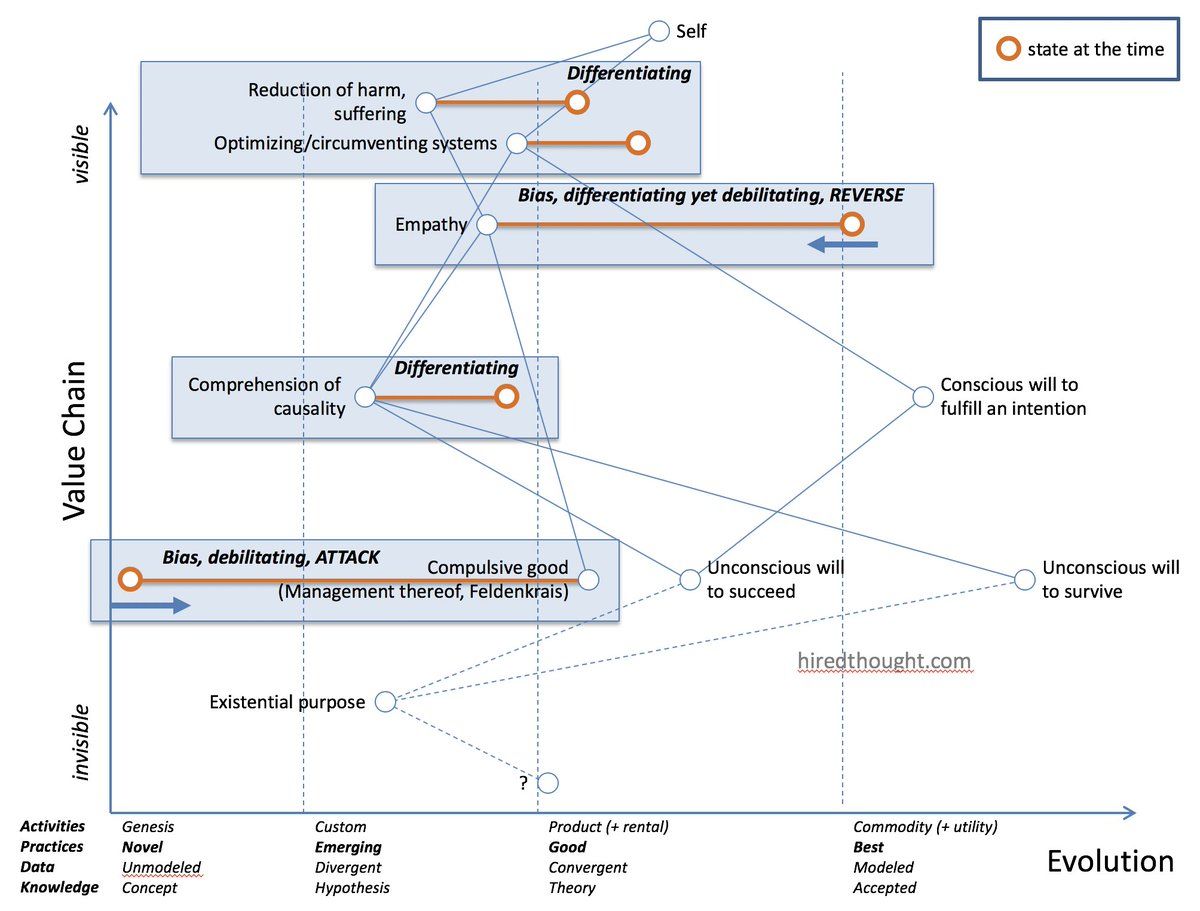 Self
state at the time
Differentiating
Reduction of harm,
suffering
Optimizing/circumventing systems
visible
Bias, differentiating yet debilitating, REVERSE
Empathy
Differentiating
Comprehension of
causality
Conscious will to
fulfill an intention
Value Chain
Bias, debilitating, ATTACK
Compulsive good
(Management thereof, Feldenkrais)
Unconscious will
to succeed
Unconscious will
to survive
hiredthought.com
Existential purpose
invisible
?
Activities Genesis Custom Product (+ rental) Commodity (+ utility)
Practices Novel Emerging Good Best
Data Unmodeled Divergent Convergent Modeled
Knowledge Concept Hypothesis Theory Accepted
Evolution